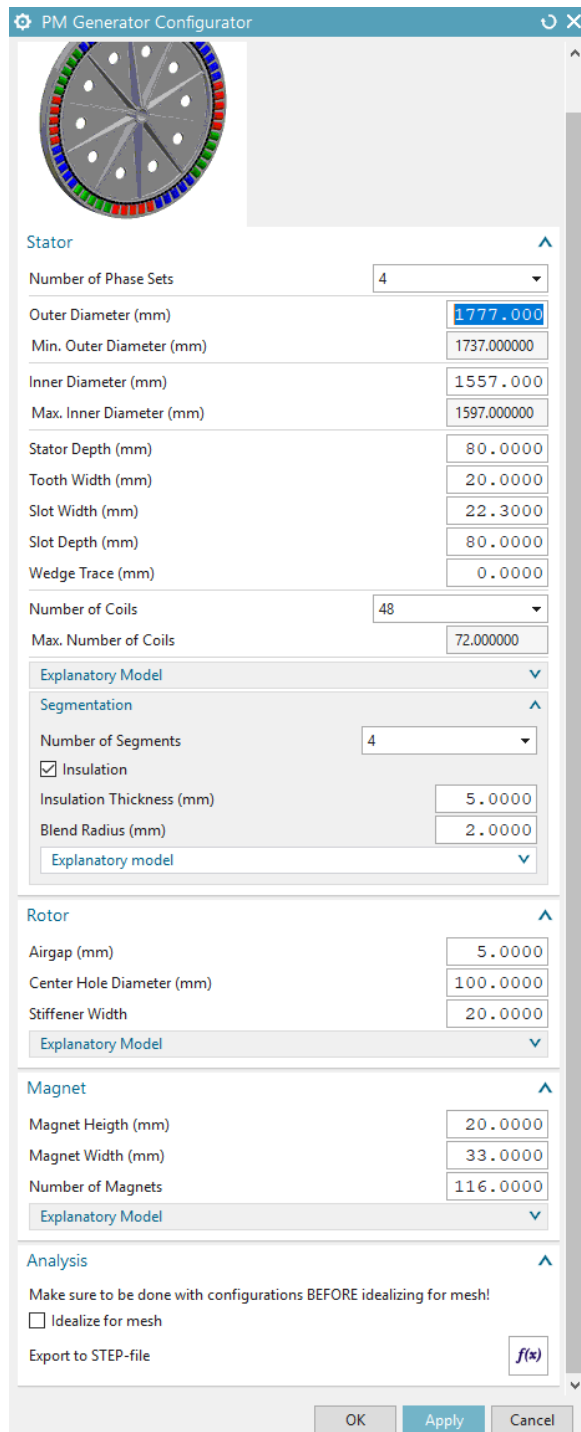 PM Generator Configurator
Stator
Number of Phase Sets 4
Outer Diameter (mm) 1777.000
Min. Outer Diameter (mm) 1737.000000
Inner Diameter (mm) 1557.000
Max. Inner Diameter (mm) 1597.000000
Stator Depth (mm) 80.0000
Tooth Width (mm) 20.0000
Slot Width (mm) 22.3000
Slot Depth (mm) 80.0000
Wedge Trace (mm) 0.0000
Number of Coils 48
Max. Number of Coils 72.000000
Explanatory Model
Segmentation
Number of Segments 4
Insulation
Insulation Thickness (mm) 5.0000
Blend Radius (mm) 2.0000
Explanatory model
Rotor
Airgap (mm) 5.0000
Center Hole Diameter (mm) 100.0000
Stiffener Width 20.0000
Explanatory Model
Magnet
Magnet Heigth (mm) 20.0000
Magnet Width (mm) 33.0000
Number of Magnets 116.0000
Explanatory Model
Analysis
Make sure to be done with configurations BEFORE idealizing for mesh!
Idealize for mesh
Export to STEP-file f(x)
OK Apply Cancel